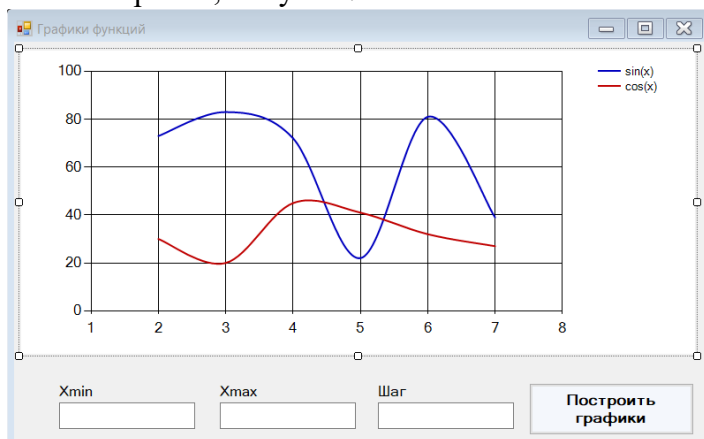 Графики функций
100
80
60
40
20
0
1 2 3 4 5 6 7 8
sin(x)
cos(x)
Xmin Xmax Шаг
Построить
графики